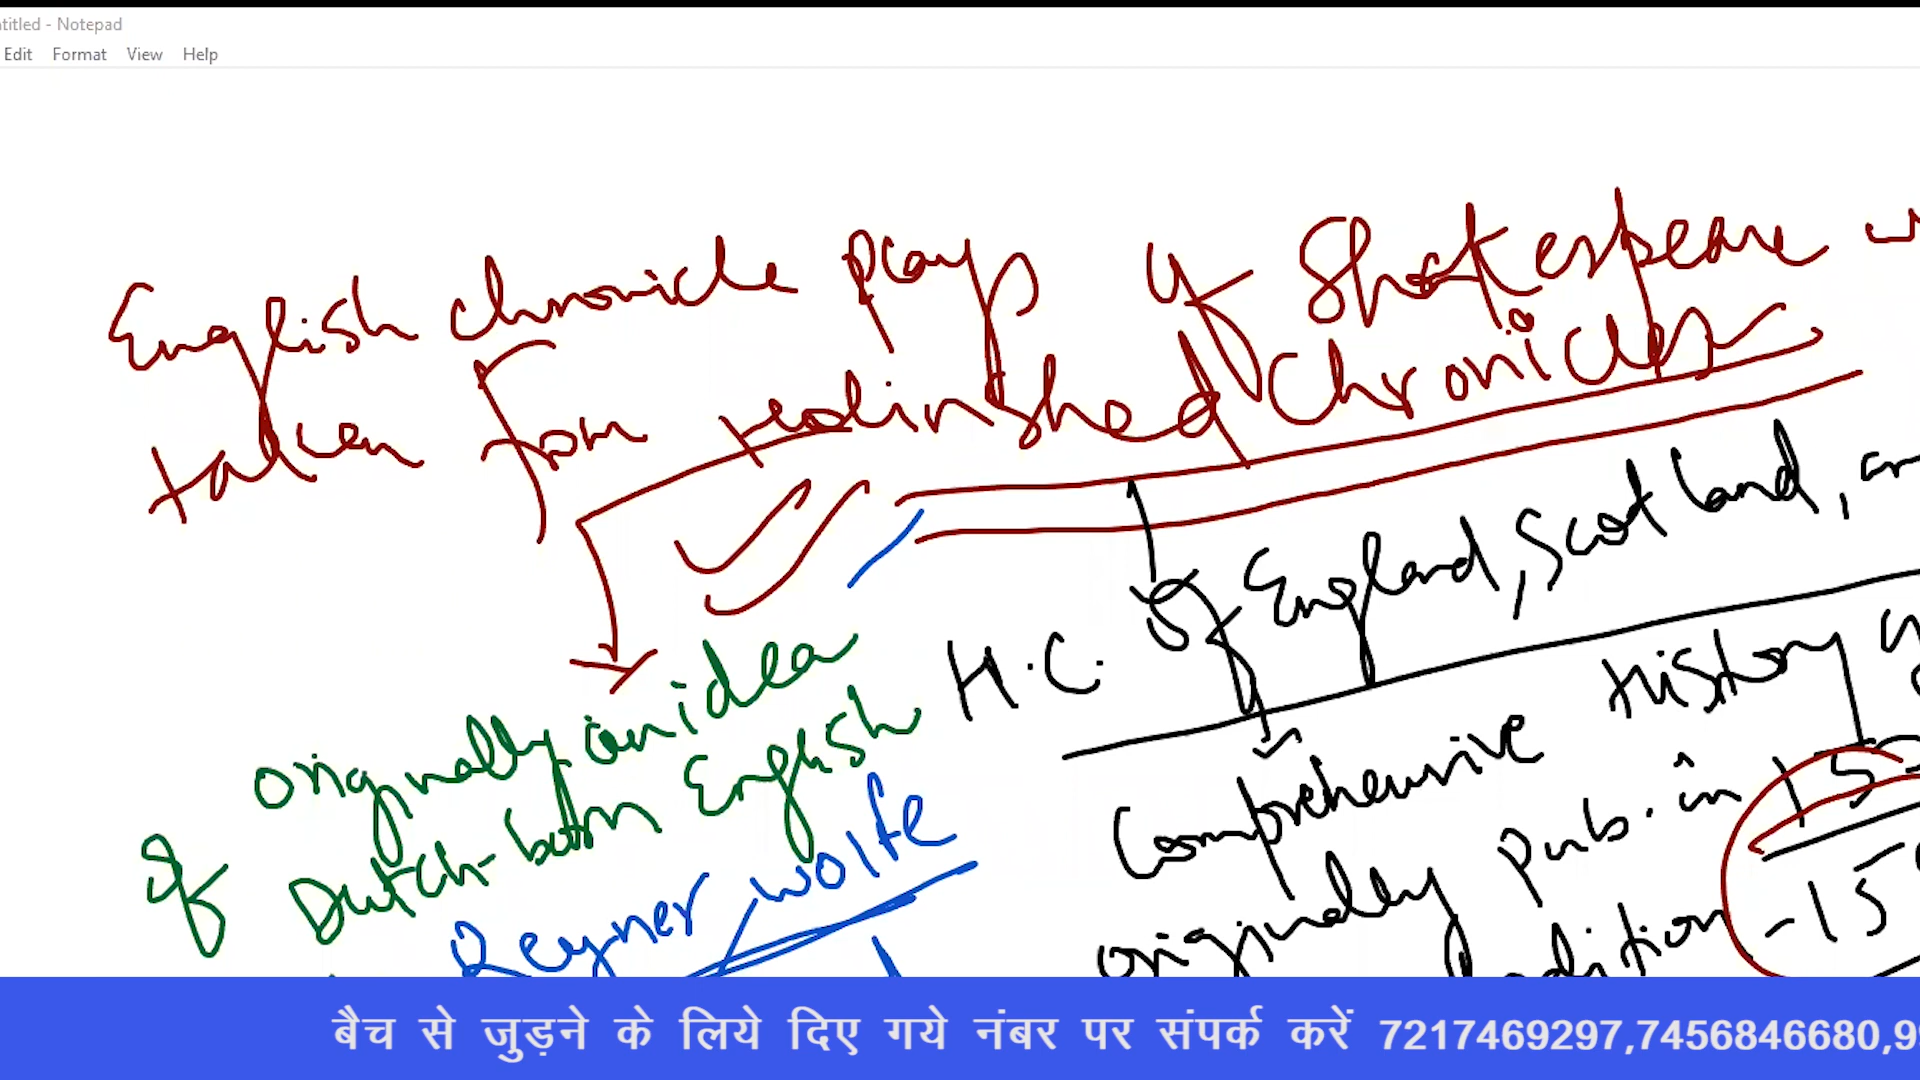 ntitled - Notepad
Edit Format View Help
English chronicle plays of Shakespeare
taken from Holinshed Chronicles
H.C. of England, Scotland,
Comprehensive History
originally pub. in
originally an idea
of Dutch-born English
Reyner Wolfe
बैच से जुड़ने के लिये दिए गये नंबर पर संपर्क करें 7217469297,7456846680,9